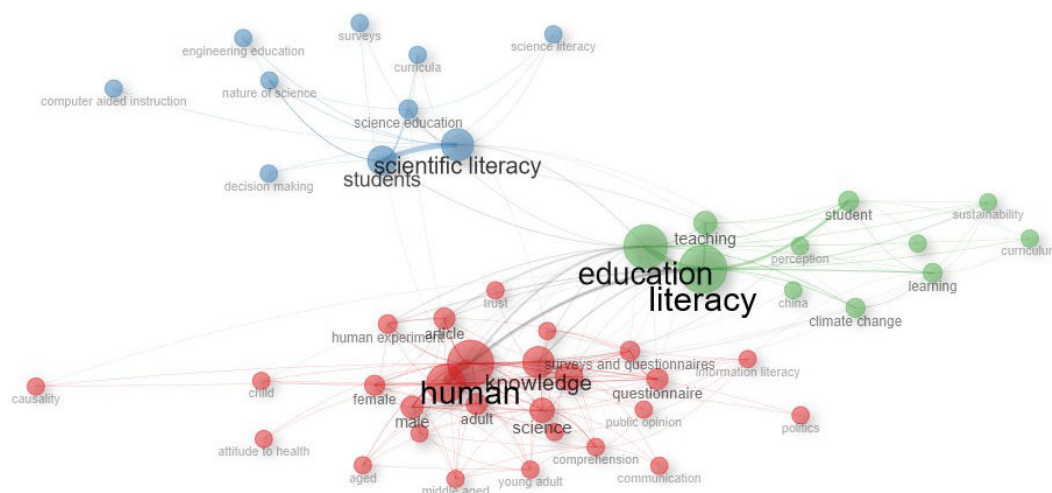 surveys
engineering education
science literacy
curricula
nature of science
computer aided instruction
science education
scientific literacy
students
decision making
student
sustainability
teaching
perception
curriculum
education
learning
literacy
china
climate change
trust
article
human experiment
surveys and questionnaires
information literacy
knowledge
human
questionnaire
causality
child
female
male
adult
science
public opinion
politics
attitude to health
comprehension
aged
middle aged
young adult
communication